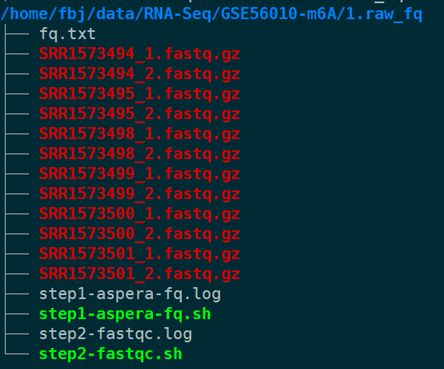 /home/fbj/data/RNA-Seq/GSE56010-m6A/1.raw_fq
├── fq.txt
├── SRR1573494_1.fastq.gz
├── SRR1573494_2.fastq.gz
├── SRR1573495_1.fastq.gz
├── SRR1573495_2.fastq.gz
├── SRR1573498_1.fastq.gz
├── SRR1573498_2.fastq.gz
├── SRR1573499_1.fastq.gz
├── SRR1573499_2.fastq.gz
├── SRR1573500_1.fastq.gz
├── SRR1573500_2.fastq.gz
├── SRR1573501_1.fastq.gz
├── SRR1573501_2.fastq.gz
├── step1-aspera-fq.log
├── step1-aspera-fq.sh
├── step2-fastqc.log
└── step2-fastqc.sh